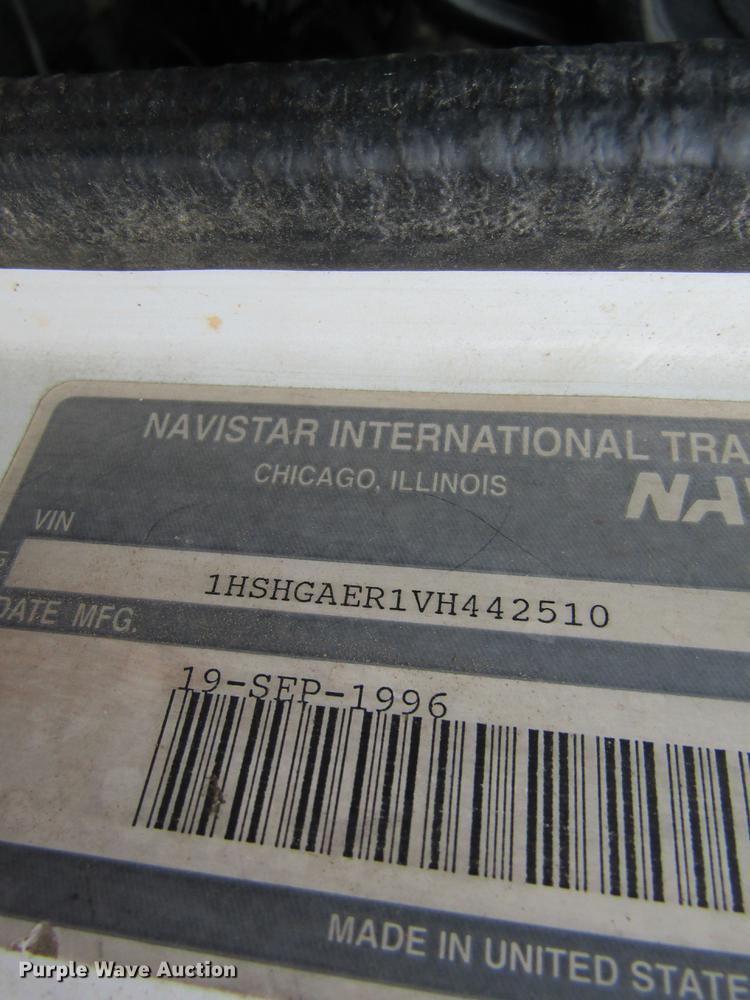 NAVISTAR INTERNATIONAL TRA
CHICAGO, ILLINOIS
NAV
VIN
1HSHGAER1VH442510
DATE MFG.
19-SEP-1996
MADE IN UNITED STATE
Purple Wave Auction